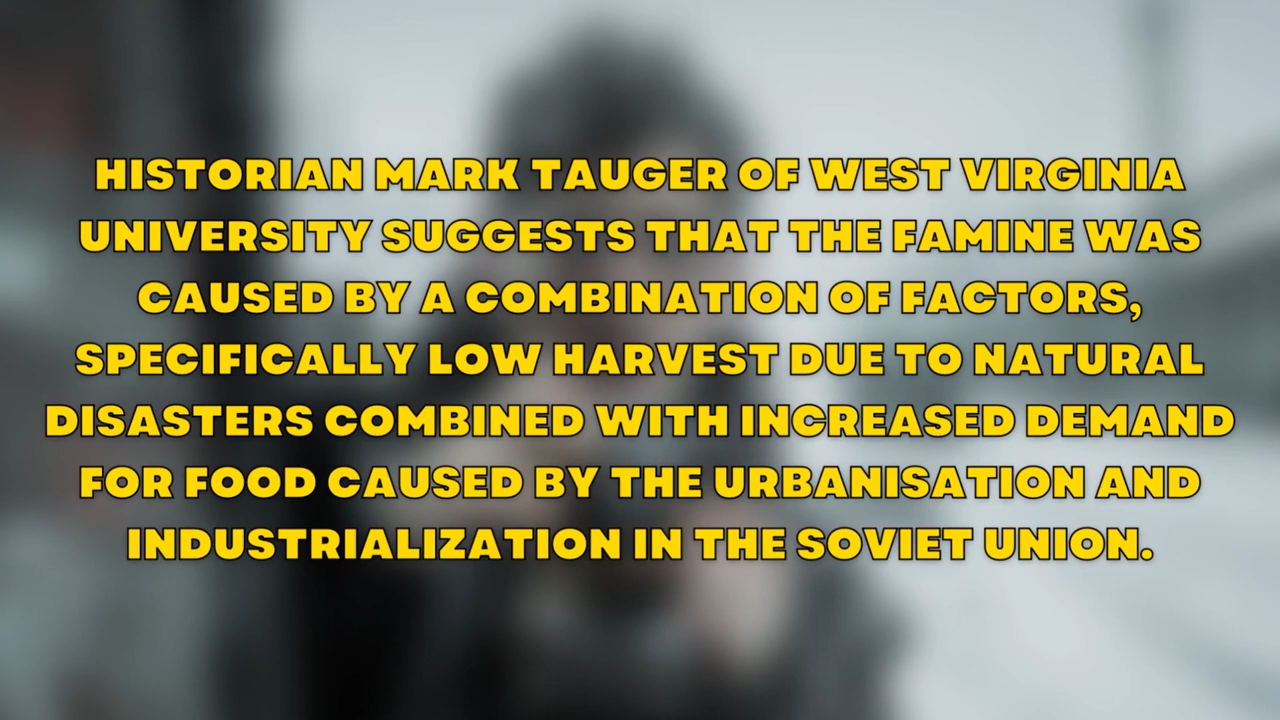 HISTORIAN MARK TAUGER OF WEST VIRGINIA
UNIVERSITY SUGGESTS THAT THE FAMINE WAS
CAUSED BY A COMBINATION OF FACTORS,
SPECIFICALLY LOW HARVEST DUE TO NATURAL
DISASTERS COMBINED WITH INCREASED DEMAND
FOR FOOD CAUSED BY THE URBANISATION AND
INDUSTRIALIZATION IN THE SOVIET UNION.